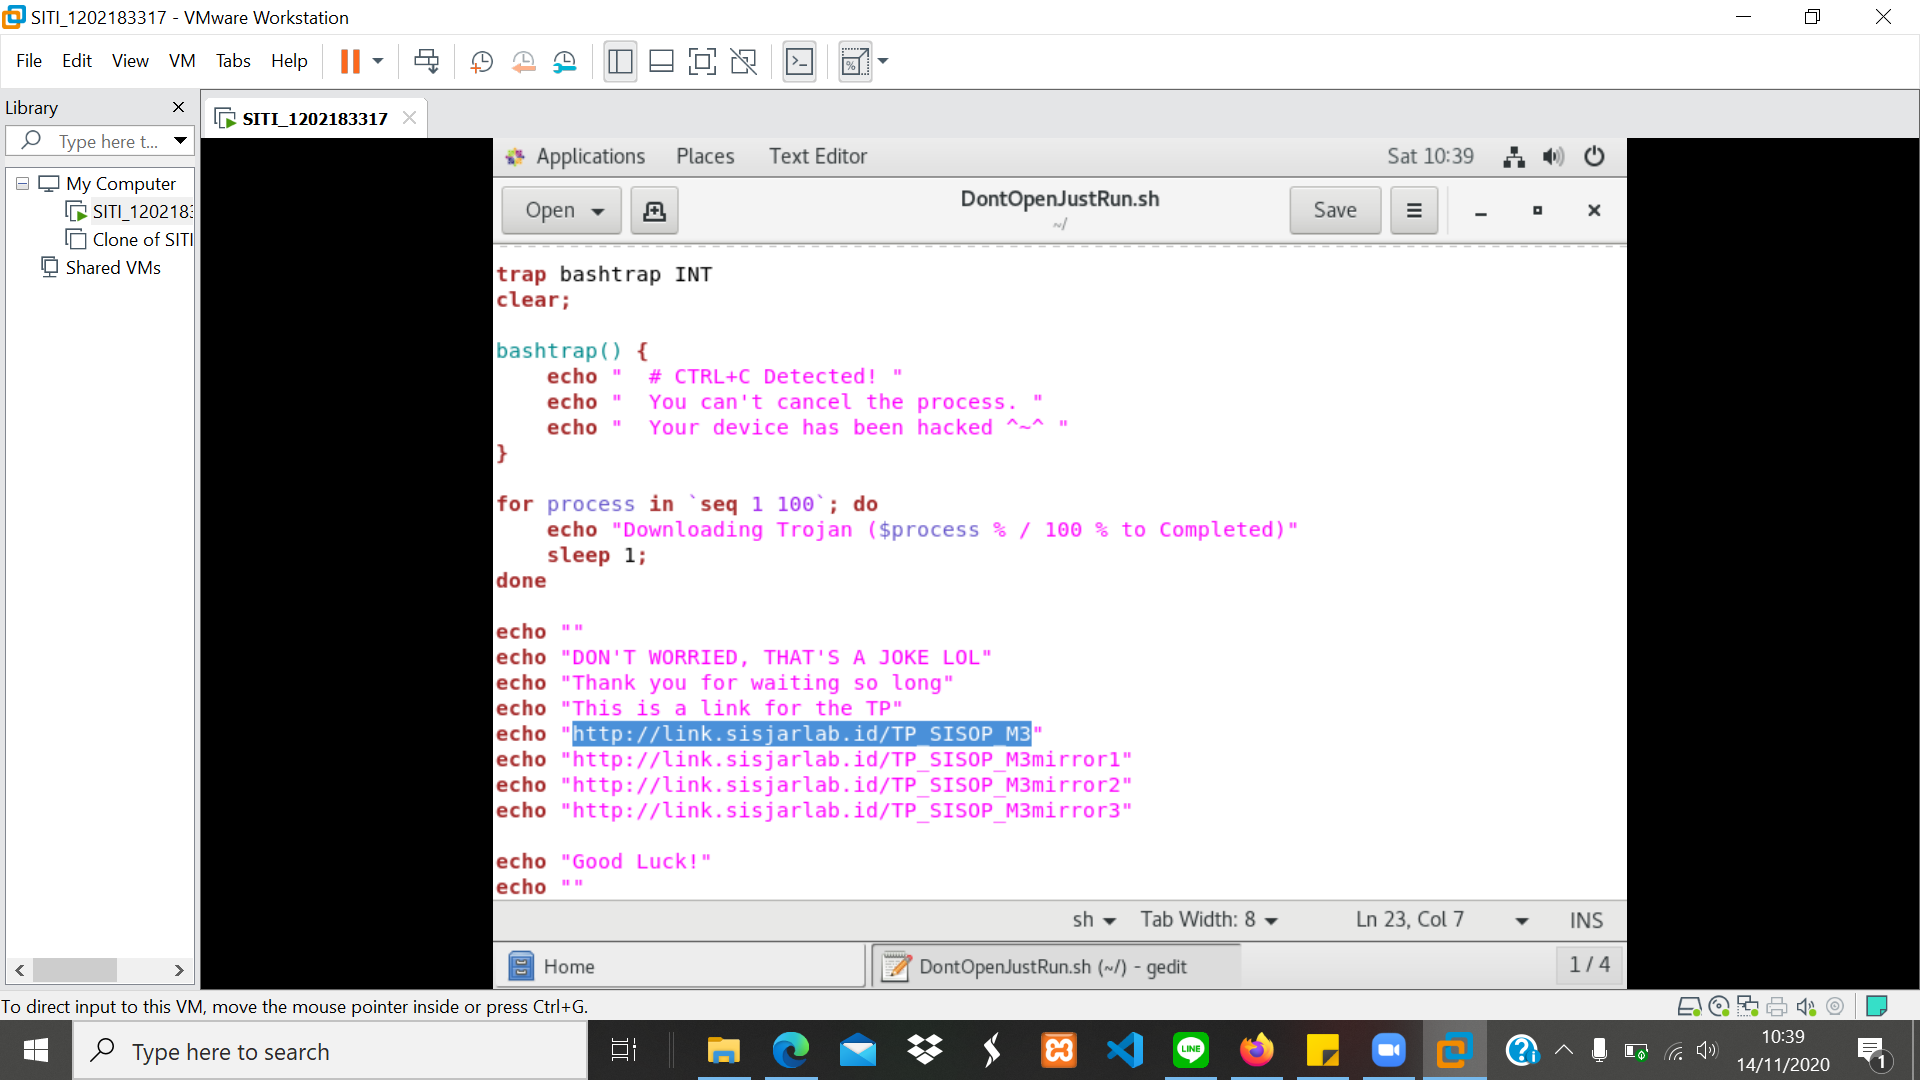 SITI_1202183317 - VMware Workstation
File Edit View VM Tabs Help
Library
SITI_1202183317
Type here t...
My Computer
SITI_120218
Clone of SITI
Shared VMs
Applications Places Text Editor Sat 10:39
Open DontOpenJustRun.sh Save
~/
trap bashtrap INT
clear;
bashtrap() {
echo "  # CTRL+C Detected! "
echo "  You can't cancel the process. "
echo "  Your device has been hacked ^~^ "
}
for process in `seq 1 100`; do
echo "Downloading Trojan ($process % / 100 % to Completed)"
sleep 1;
done
echo ""
echo "DON'T WORRIED, THAT'S A JOKE LOL"
echo "Thank you for waiting so long"
echo "This is a link for the TP"
echo "http://link.sisjarlab.id/TP_SISOP_M3"
echo "http://link.sisjarlab.id/TP_SISOP_M3mirror1"
echo "http://link.sisjarlab.id/TP_SISOP_M3mirror2"
echo "http://link.sisjarlab.id/TP_SISOP_M3mirror3"
echo "Good Luck!"
echo ""
sh Tab Width: 8 Ln 23, Col 7 INS
Home DontOpenJustRun.sh (~/) - gedit 1 / 4
To direct input to this VM, move the mouse pointer inside or press Ctrl+G.
Type here to search
LINE
10:39
14/11/2020
1